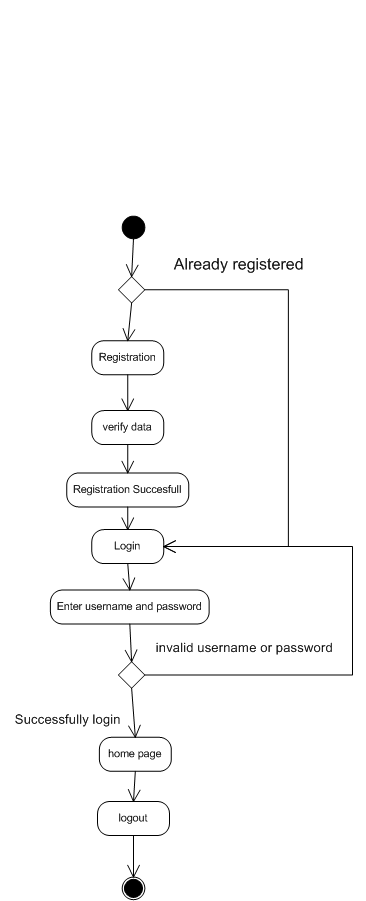 Already registered
Registration
verify data
Registration Succesfull
Login
Enter username and password
invalid username or password
Successfully login
home page
logout